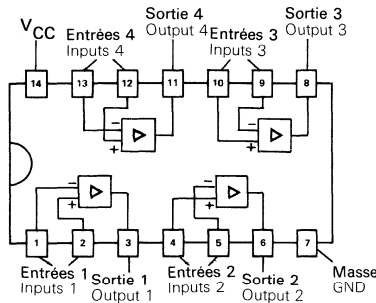 VCC
Entrées 4
Inputs 4
Sortie 4
Output 4
Entrées 3
Inputs 3
Sortie 3
Output 3
14 13 12 11 10 9 8
− + − +
− + − +
1 2 3 4 5 6 7
Entrées 1
Inputs 1
Sortie 1
Output 1
Entrées 2
Inputs 2
Sortie 2
Output 2
Masse
GND